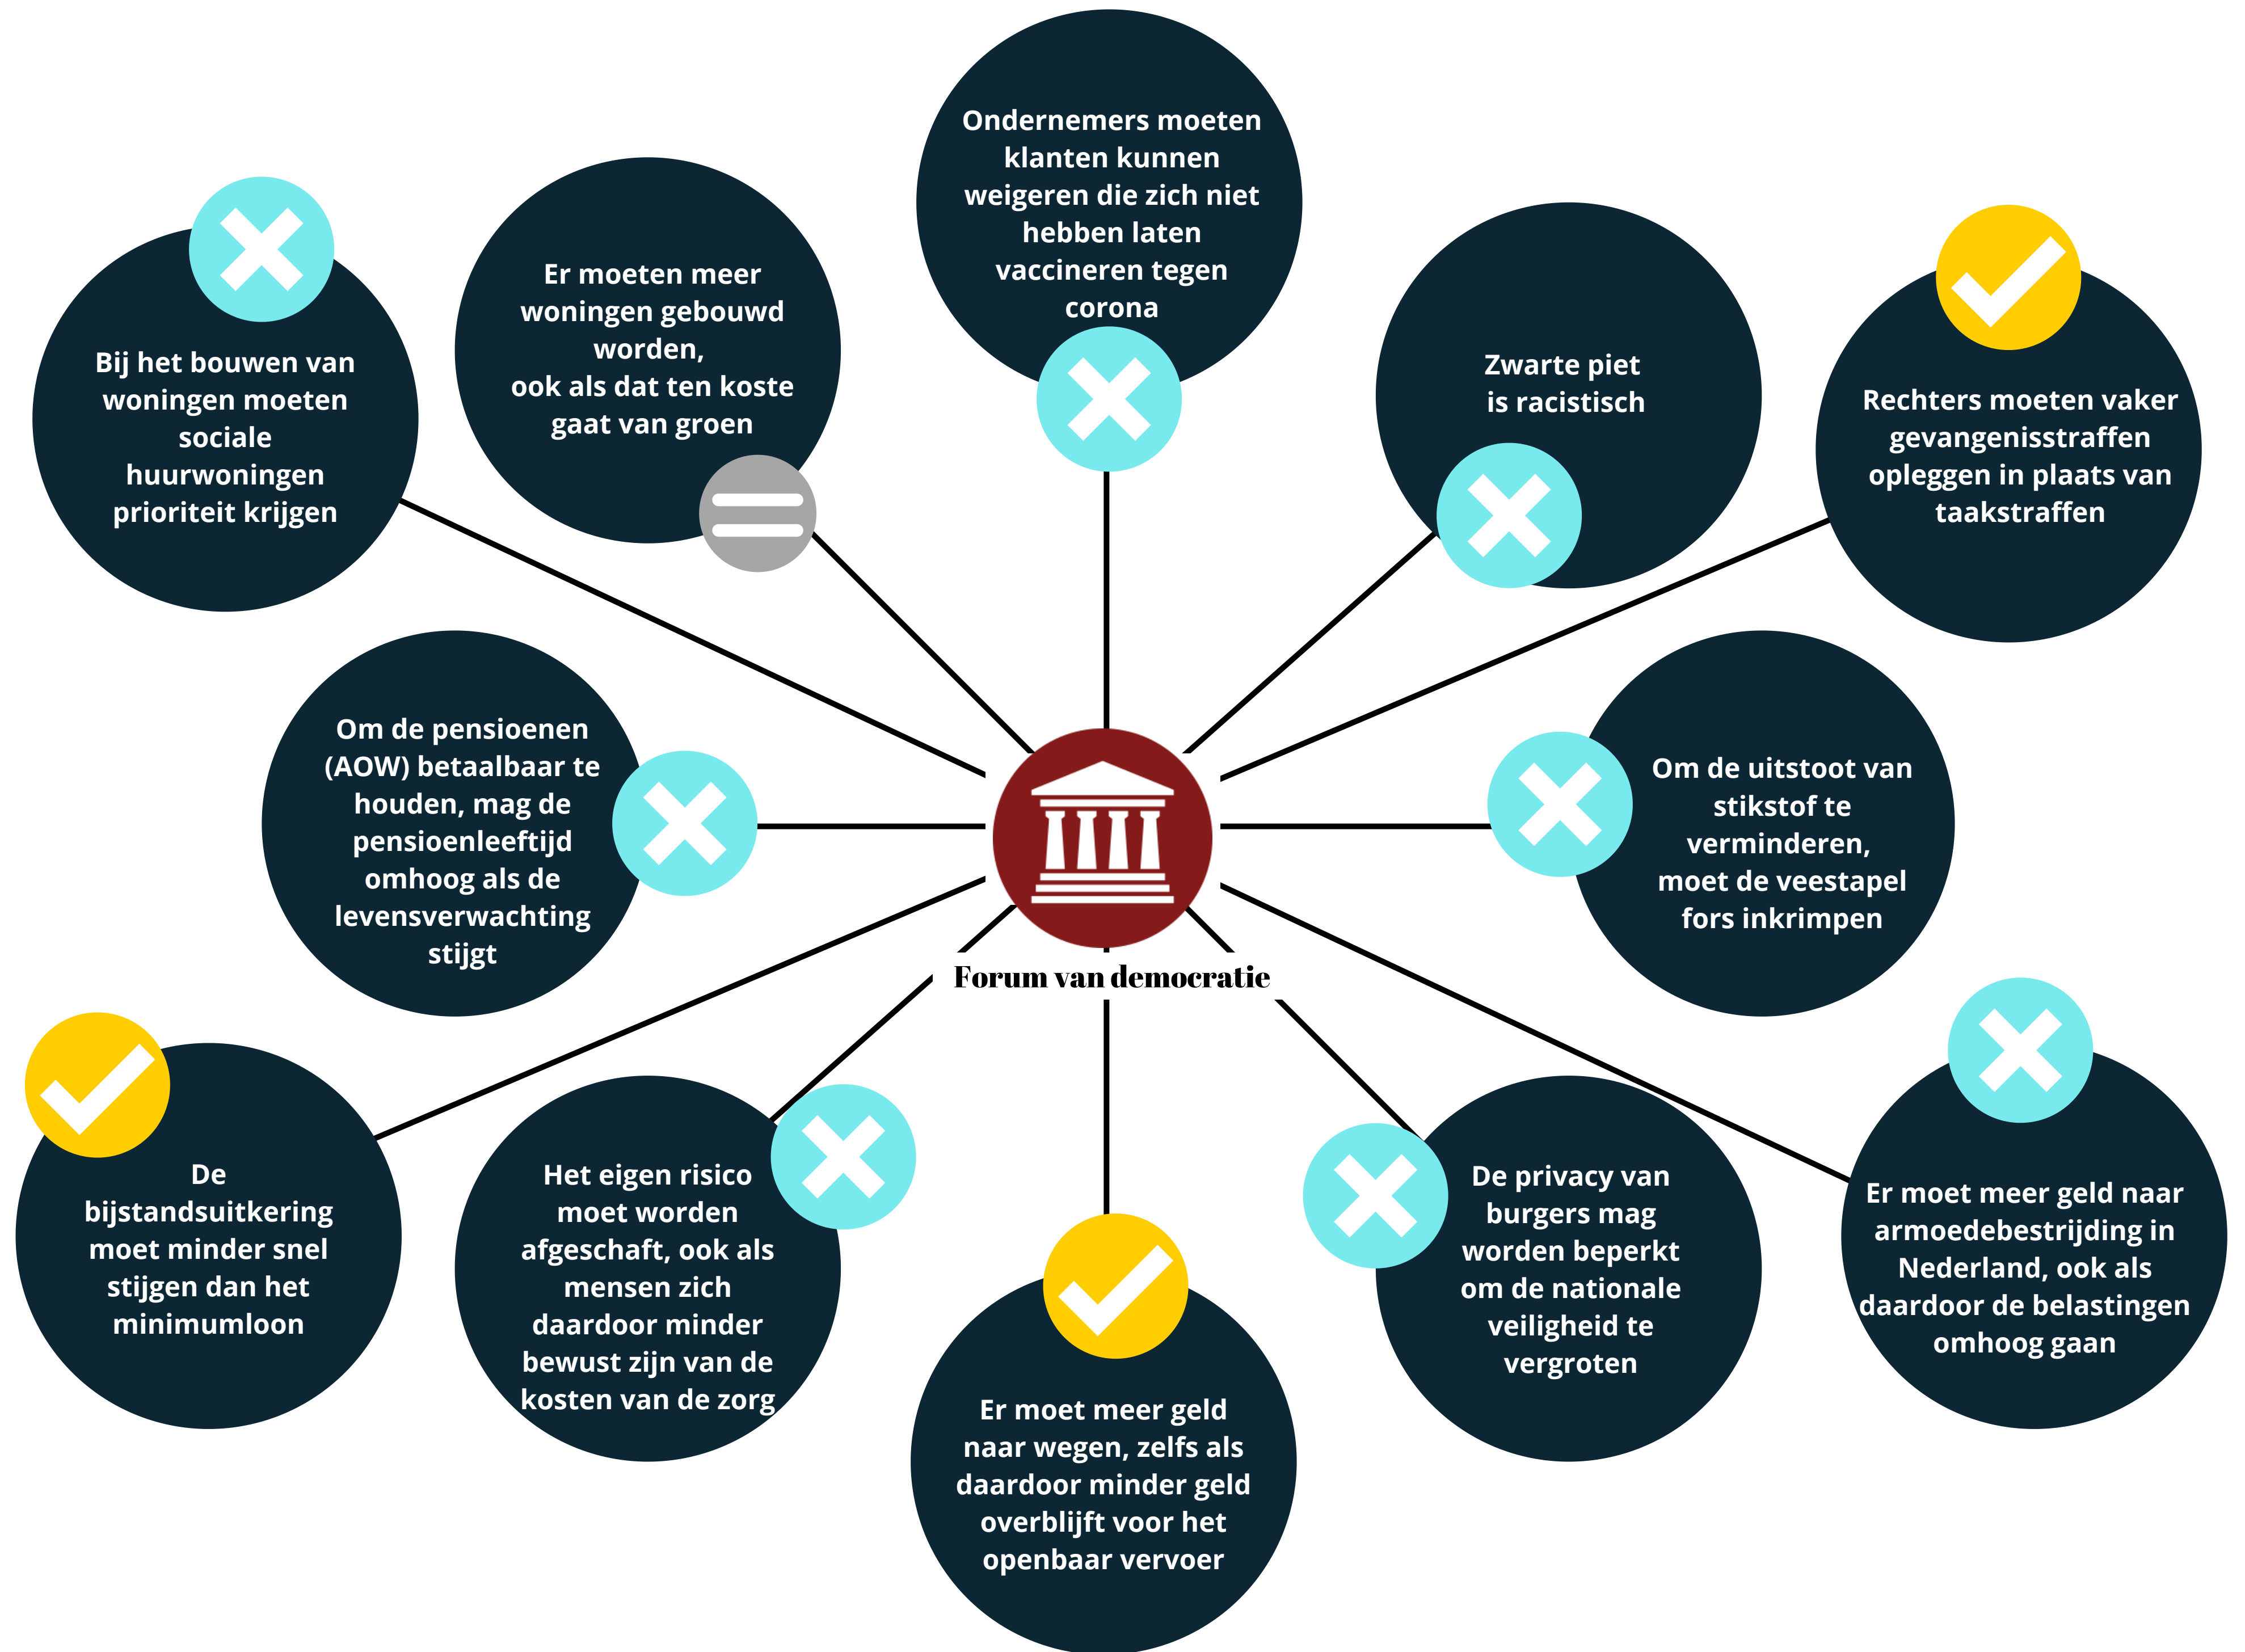 Ondernemers moeten
klanten kunnen
weigeren die zich niet
hebben laten
vaccineren tegen
corona
Er moeten meer
woningen gebouwd
worden,
ook als dat ten koste
gaat van groen
Bij het bouwen van
woningen moeten
sociale
huurwoningen
prioriteit krijgen
Zwarte piet
is racistisch
Rechters moeten vaker
gevangenisstraffen
opleggen in plaats van
taakstraffen
Om de pensioenen
(AOW) betaalbaar te
houden, mag de
pensioenleeftijd
omhoog als de
levensverwachting
stijgt
Om de uitstoot van
stikstof te
verminderen,
moet de veestapel
fors inkrimpen
Forum van democratie
De
bijstandsuitkering
moet minder snel
stijgen dan het
minimumloon
Het eigen risico
moet worden
afgeschaft, ook als
mensen zich
daardoor minder
bewust zijn van de
kosten van de zorg
Er moet meer geld
naar wegen, zelfs als
daardoor minder geld
overblijft voor het
openbaar vervoer
De privacy van
burgers mag
worden beperkt
om de nationale
veiligheid te
vergroten
Er moet meer geld naar
armoedebestrijding in
Nederland, ook als
daardoor de belastingen
omhoog gaan